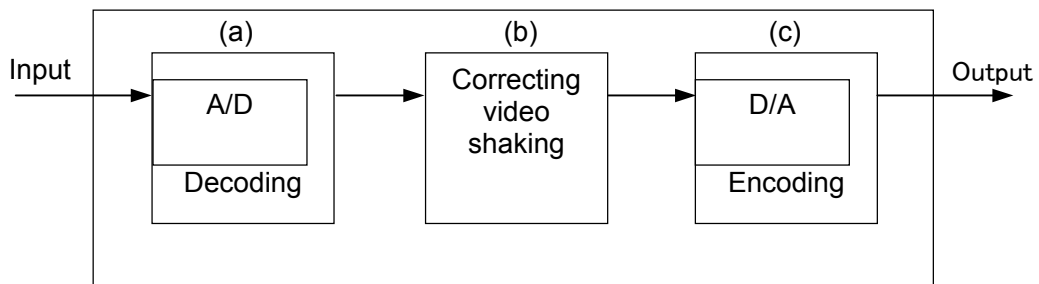 (a)
(b)
(c)
Input
A/D
Decoding
Correcting
video
shaking
D/A
Encoding
Output